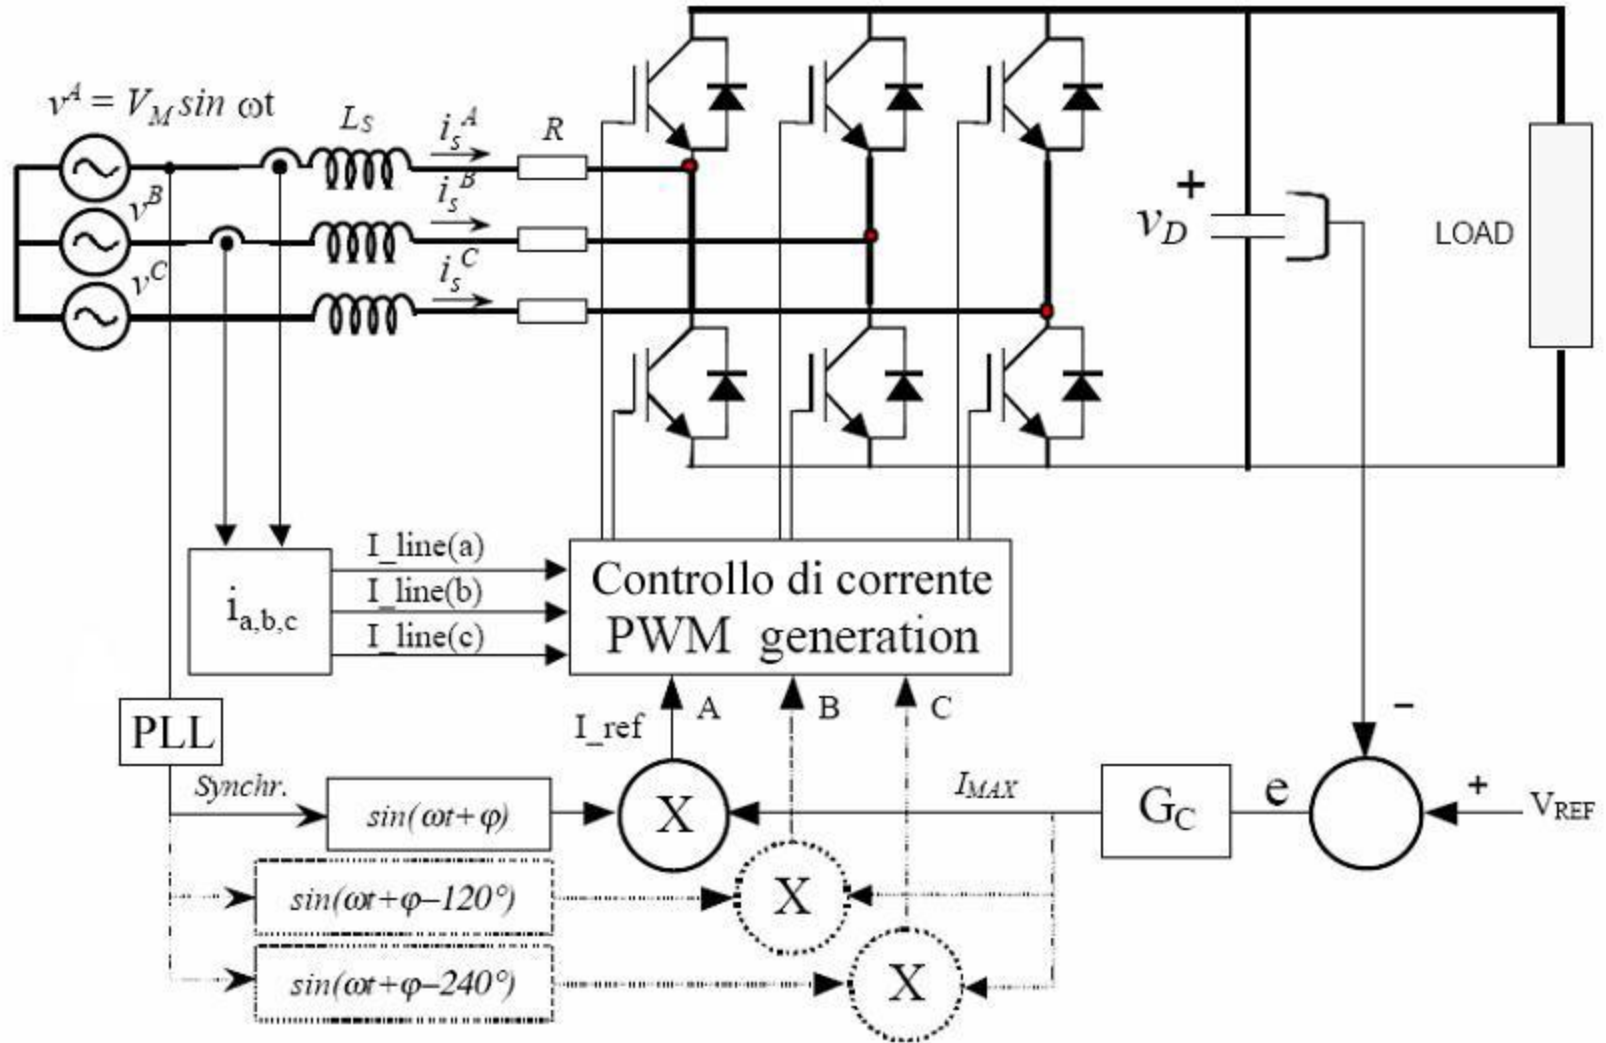 v^A = V_M sin ωt
L_S
i_s^A
R
v^B
i_s^B
v^C
i_s^C
+
v_D
LOAD
I_line(a)
I_line(b)
I_line(c)
i_a,b,c
Controllo di corrente
PWM generation
A
B
C
I_ref
−
PLL
Synchr.
sin(ωt+φ)
X
I_MAX
G_C
e
+
V_REF
sin(ωt+φ−120°)
X
sin(ωt+φ−240°)
X